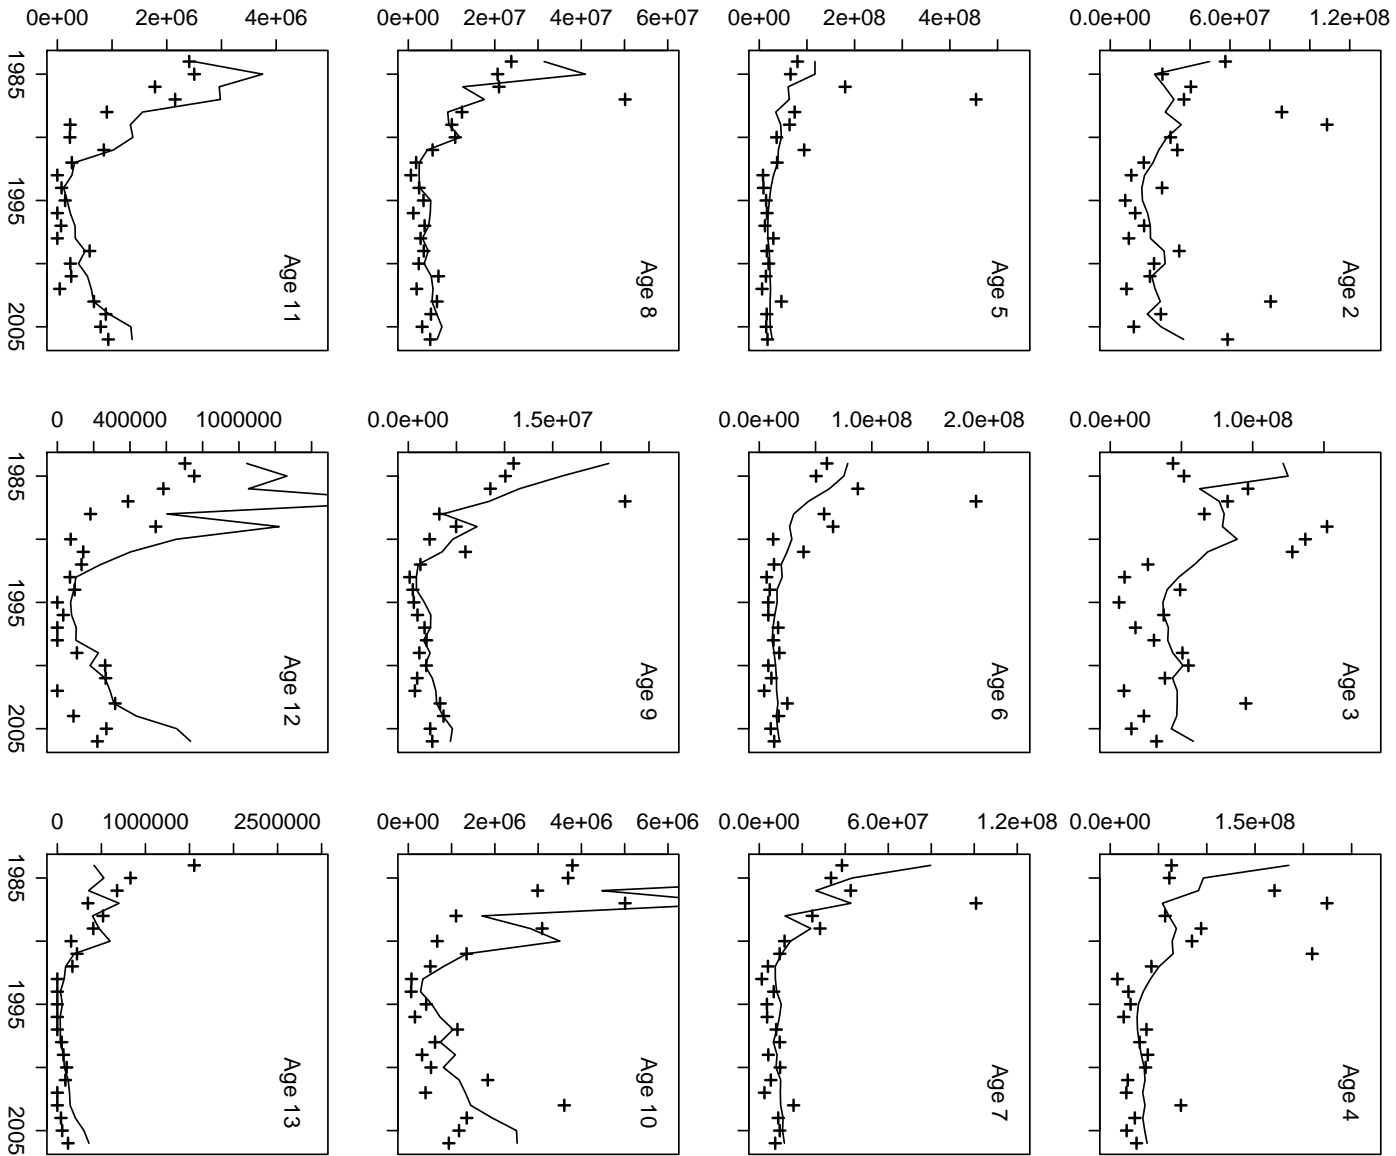 Age 2
0.0e+00 6.0e+07 1.2e+08
Age 3
0.0e+00 1.0e+08
Age 4
0.0e+00 1.5e+08
Age 5
0e+00 2e+08 4e+08
Age 6
0.0e+00 1.0e+08 2.0e+08
Age 7
0.0e+00 6.0e+07 1.2e+08
Age 8
0e+00 2e+07 4e+07 6e+07
Age 9
0.0e+00 1.5e+07
Age 10
0e+00 2e+06 4e+06 6e+06
Age 11
0e+00 2e+06 4e+06
1985 1995 2005
Age 12
0 400000 1000000
1985 1995 2005
Age 13
0 1000000 2500000
1985 1995 2005